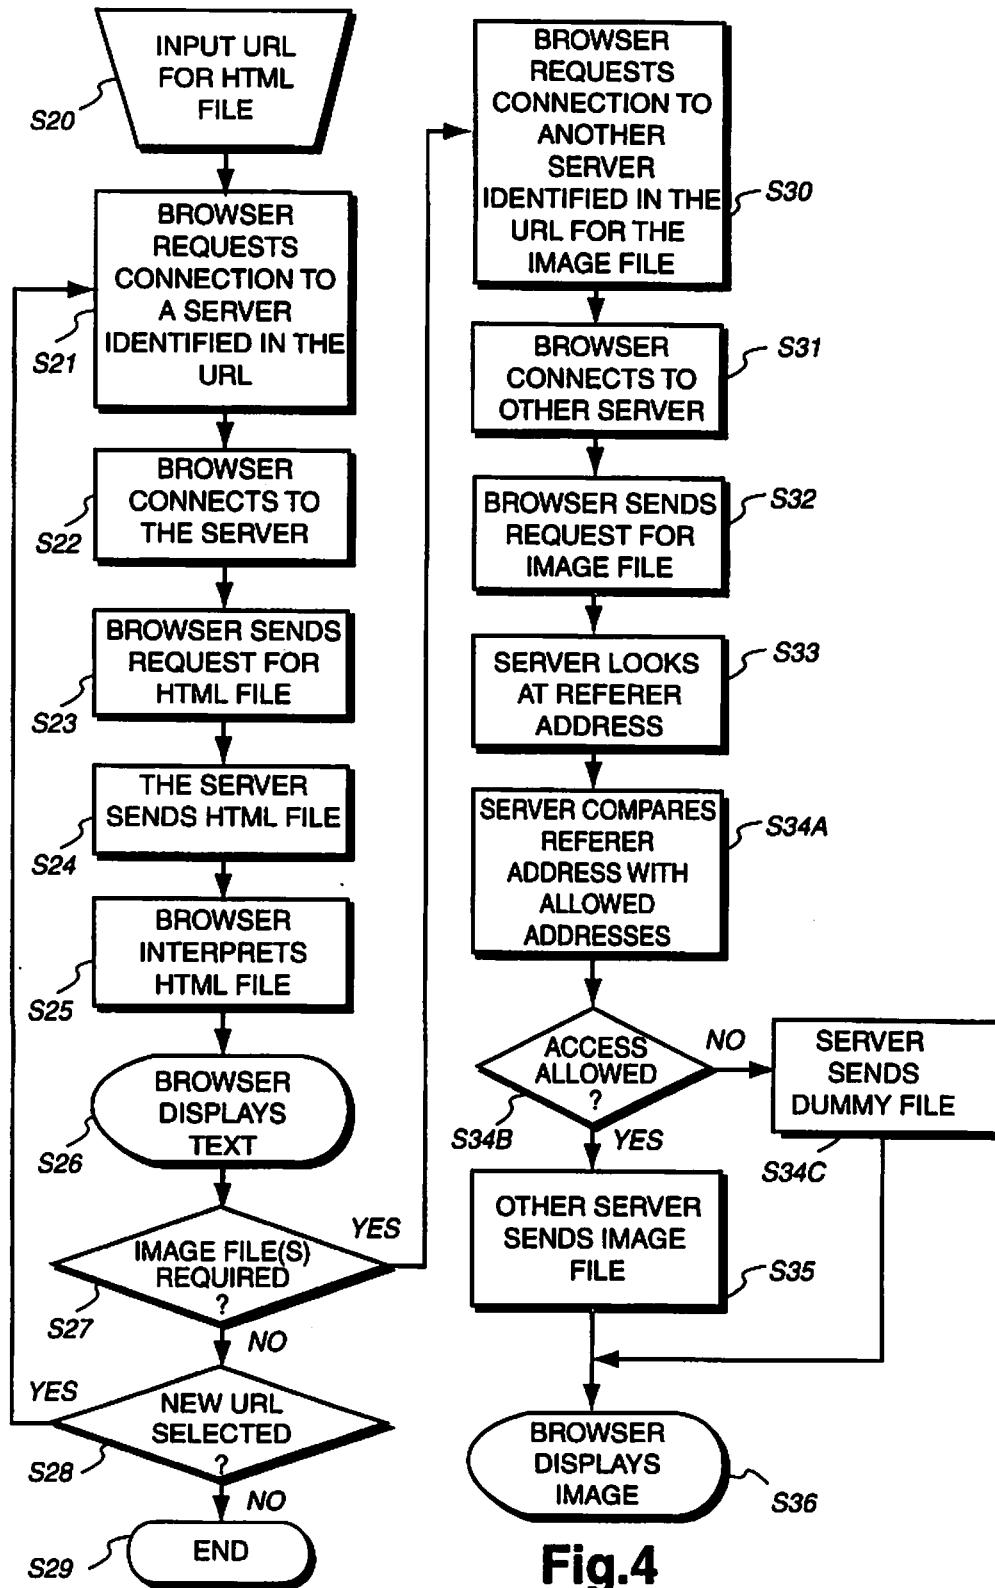 INPUT URL
FOR HTML
FILE
S20
BROWSER
REQUESTS
CONNECTION TO
A SERVER
IDENTIFIED IN THE
URL
S21
BROWSER
CONNECTS TO
THE SERVER
S22
BROWSER SENDS
REQUEST FOR
HTML FILE
S23
THE SERVER
SENDS HTML FILE
S24
BROWSER
INTERPRETS
HTML FILE
S25
BROWSER
DISPLAYS
TEXT
S26
IMAGE FILE(S)
REQUIRED
?
S27
YES
NO
NEW URL
SELECTED
?
S28
YES
NO
END
S29
BROWSER
REQUESTS
CONNECTION TO
ANOTHER
SERVER
IDENTIFIED IN THE
URL FOR THE
IMAGE FILE
S30
BROWSER
CONNECTS TO
OTHER SERVER
S31
BROWSER SENDS
REQUEST FOR
IMAGE FILE
S32
SERVER LOOKS
AT REFERER
ADDRESS
S33
SERVER COMPARES
REFERER
ADDRESS WITH
ALLOWED
ADDRESSES
S34A
ACCESS
ALLOWED
?
S34B
NO
YES
SERVER
SENDS
DUMMY FILE
S34C
OTHER SERVER
SENDS IMAGE
FILE
S35
BROWSER
DISPLAYS
IMAGE
S36
Fig.4